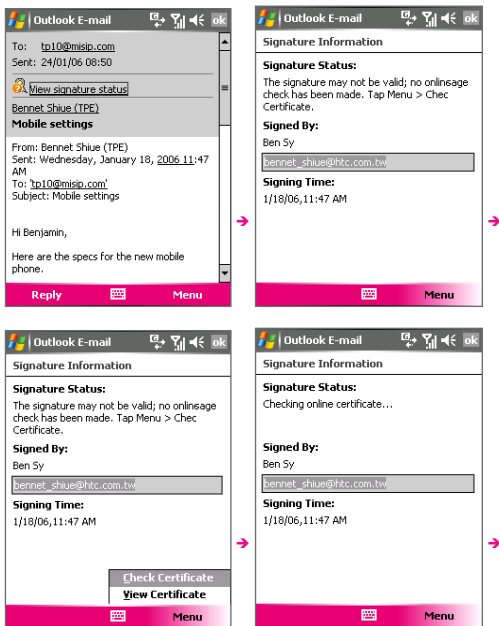 Outlook E-mail ok
To: tp10@misip.com
Sent: 24/01/06 08:50
View signature status
Bennet Shiue (TPE)
Mobile settings
From: Bennet Shiue (TPE)
Sent: Wednesday, January 18, 2006 11:47
AM
To: 'tp10@misip.com'
Subject: Mobile settings
Hi Benjamin,
Here are the specs for the new mobile
phone.
Reply Menu
Outlook E-mail ok
Signature Information
Signature Status:
The signature may not be valid; no onlinsage
check has been made. Tap Menu > Chec
Certificate.
Signed By:
Ben Sy
bennet_shiue@htc.com.tw
Signing Time:
1/18/06,11:47 AM
Menu
Outlook E-mail ok
Signature Information
Signature Status:
The signature may not be valid; no onlinsage
check has been made. Tap Menu > Chec
Certificate.
Signed By:
Ben Sy
bennet_shiue@htc.com.tw
Signing Time:
1/18/06,11:47 AM
Check Certificate
View Certificate
Menu
Outlook E-mail ok
Signature Information
Signature Status:
Checking online certificate...
Signed By:
Ben Sy
bennet_shiue@htc.com.tw
Signing Time:
1/18/06,11:47 AM
Menu